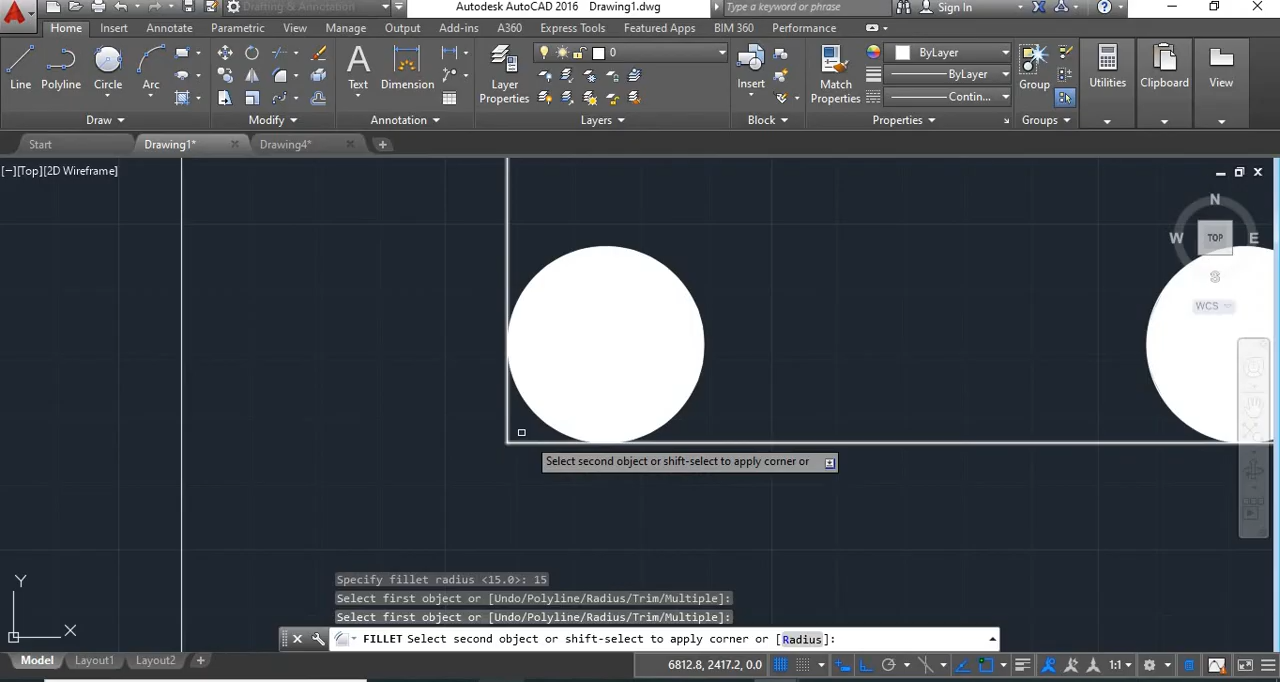 Drafting & Annotation
Autodesk AutoCAD 2016 Drawing1.dwg
Type a keyword or phrase
Sign In
Home
Insert
Annotate
Parametric
View
Manage
Output
Add-ins
A360
Express Tools
Featured Apps
BIM 360
Performance
Line
Polyline
Circle
Arc
Text
Dimension
Layer
Properties
0
Insert
Match
Properties
ByLayer
ByLayer
Contin...
Group
Utilities
Clipboard
View
Draw
Modify
Annotation
Layers
Block
Properties
Groups
Start
Drawing1*
Drawing4*
[−][Top][2D Wireframe]
N
W
TOP
E
S
WCS
Select second object or shift-select to apply corner or
Specify fillet radius <15.0>: 15
Select first object or [Undo/Polyline/Radius/Trim/Multiple]:
Select first object or [Undo/Polyline/Radius/Trim/Multiple]:
FILLET Select second object or shift-select to apply corner or [Radius]:
Y
X
Model
Layout1
Layout2
6812.8, 2417.2, 0.0
1:1